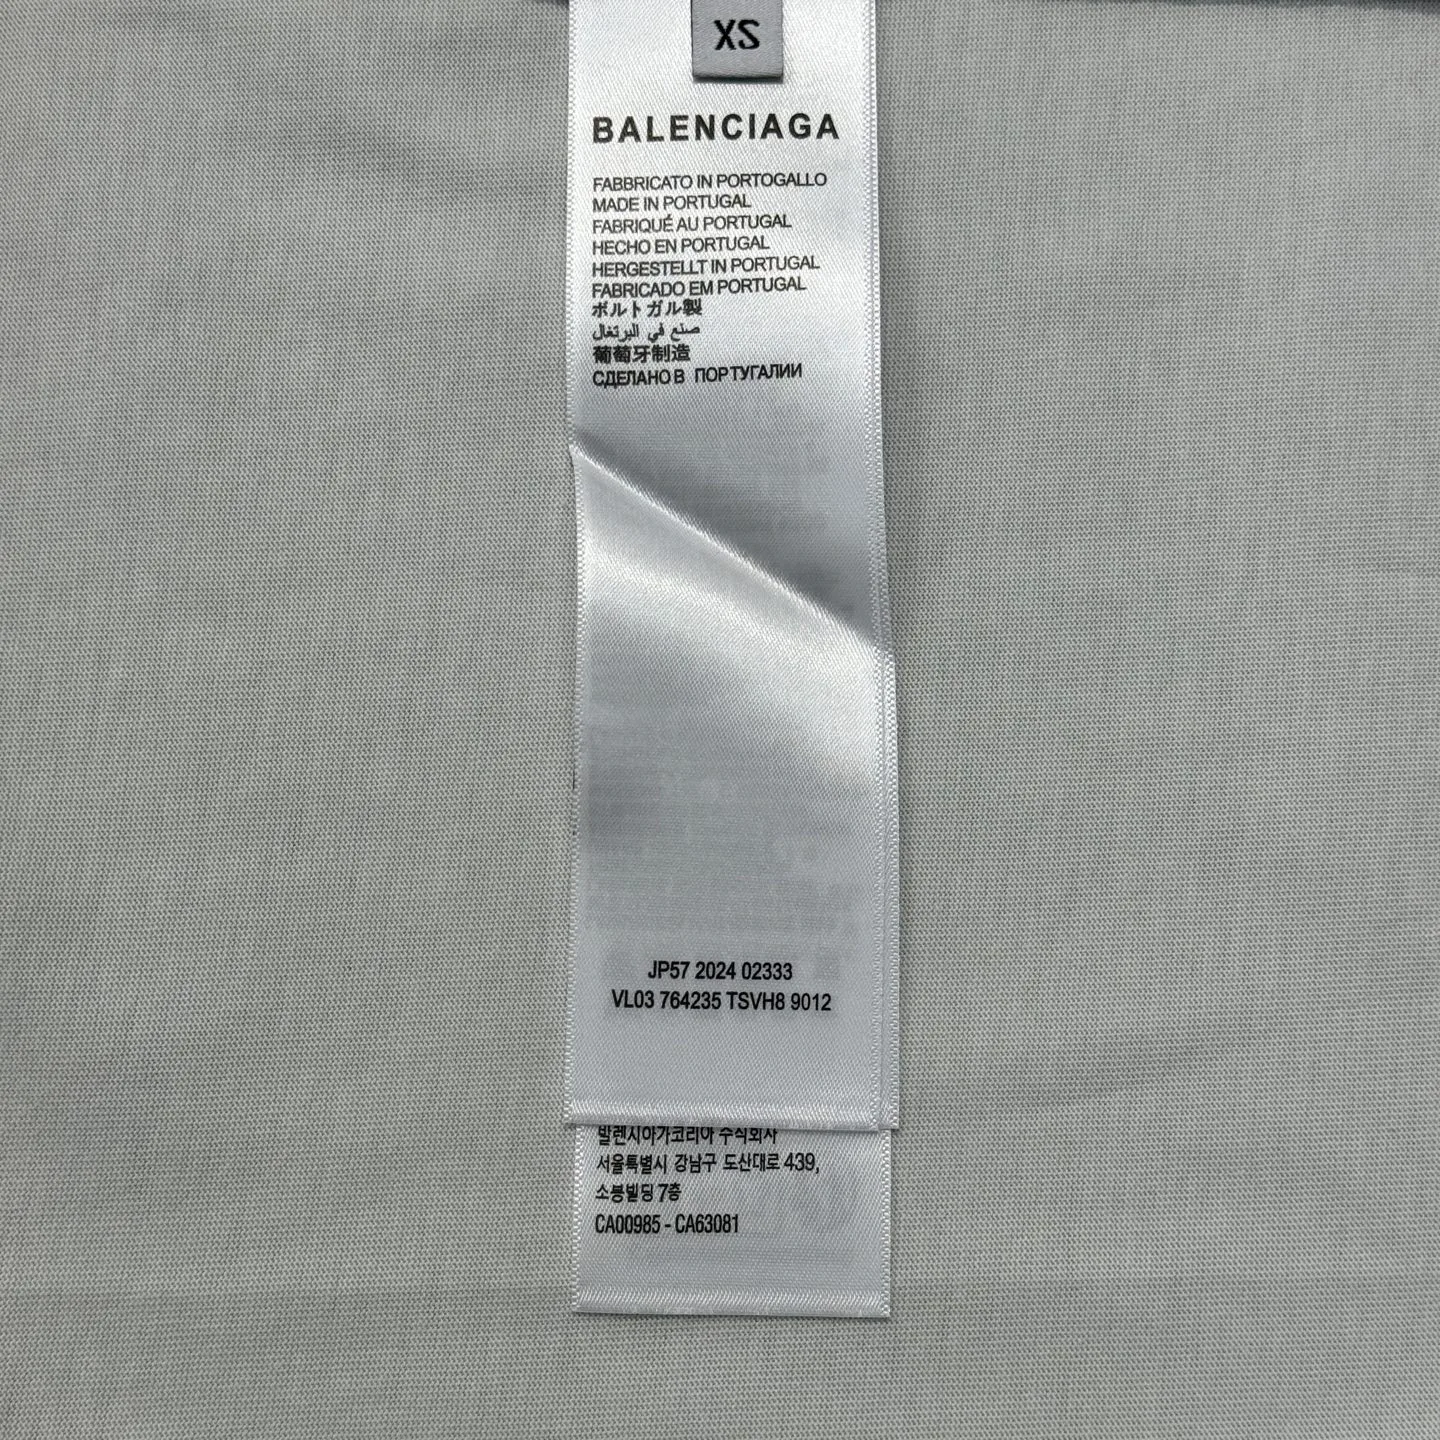 XS
BALENCIAGA
FABBRICATO IN PORTOGALLO
MADE IN PORTUGAL
FABRIQUÉ AU PORTUGAL
HECHO EN PORTUGAL
HERGESTELLT IN PORTUGAL
FABRICADO EM PORTUGAL
ポルトガル製
صنع في البرتغال
葡萄牙制造
СДЕЛАНО В ПОРТУГАЛИИ
JP57 2024 02333
VL03 764235 TSVH8 9012
발렌시아가코리아 주식회사
서울특별시 강남구 도산대로 439,
소봉빌딩 7층
CA00985 - CA63081